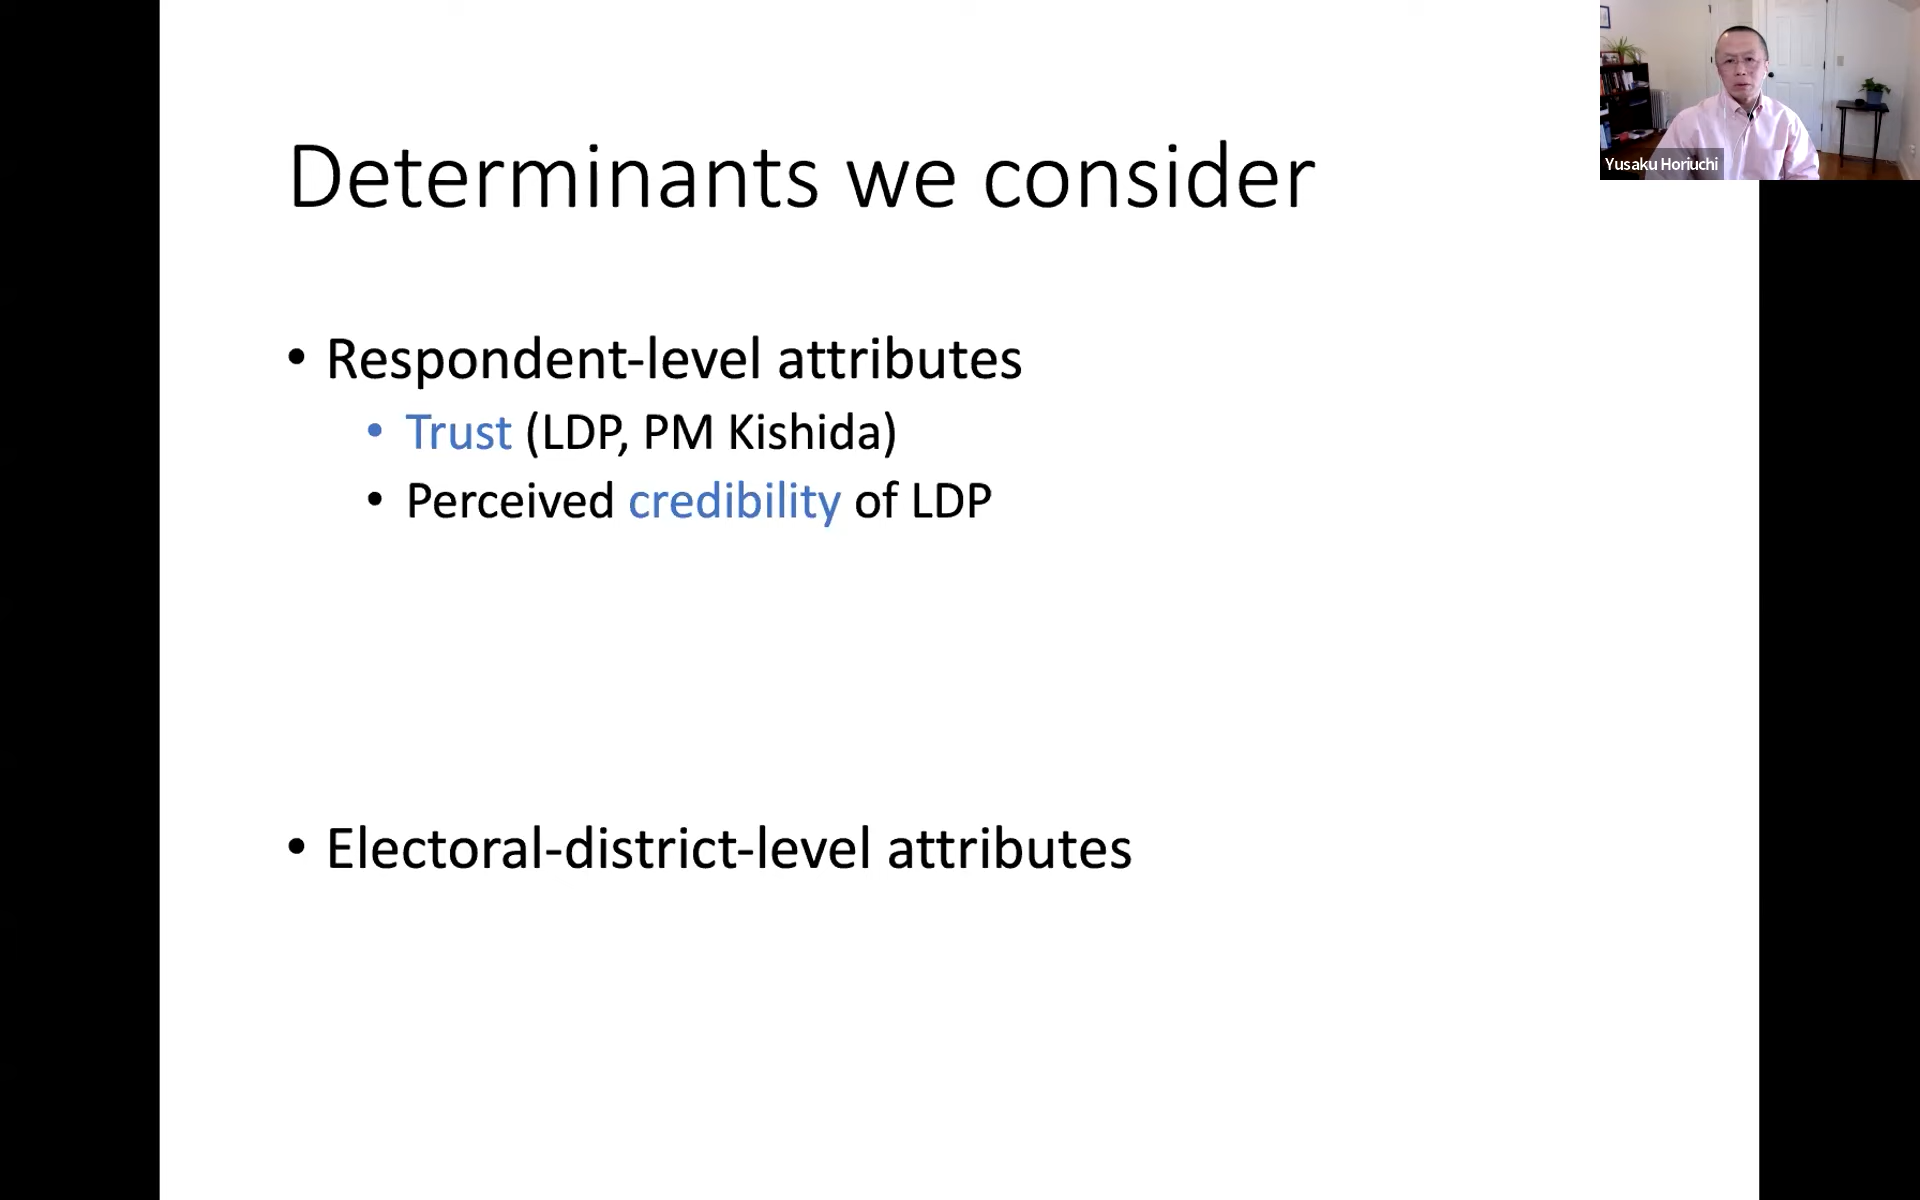 Determinants we consider
• Respondent-level attributes
• Trust (LDP, PM Kishida)
• Perceived credibility of LDP
• Electoral-district-level attributes
Yusaku Horiuchi